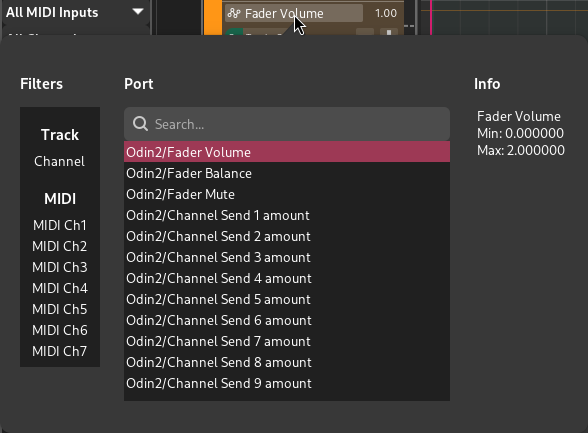 All MIDI Inputs
Fader Volume
1.00
Filters
Port
Info
Track
Channel
MIDI
MIDI Ch1
MIDI Ch2
MIDI Ch3
MIDI Ch4
MIDI Ch5
MIDI Ch6
MIDI Ch7
Search...
Odin2/Fader Volume
Odin2/Fader Balance
Odin2/Fader Mute
Odin2/Channel Send 1 amount
Odin2/Channel Send 2 amount
Odin2/Channel Send 3 amount
Odin2/Channel Send 4 amount
Odin2/Channel Send 5 amount
Odin2/Channel Send 6 amount
Odin2/Channel Send 7 amount
Odin2/Channel Send 8 amount
Odin2/Channel Send 9 amount
Fader Volume
Min: 0.000000
Max: 2.000000